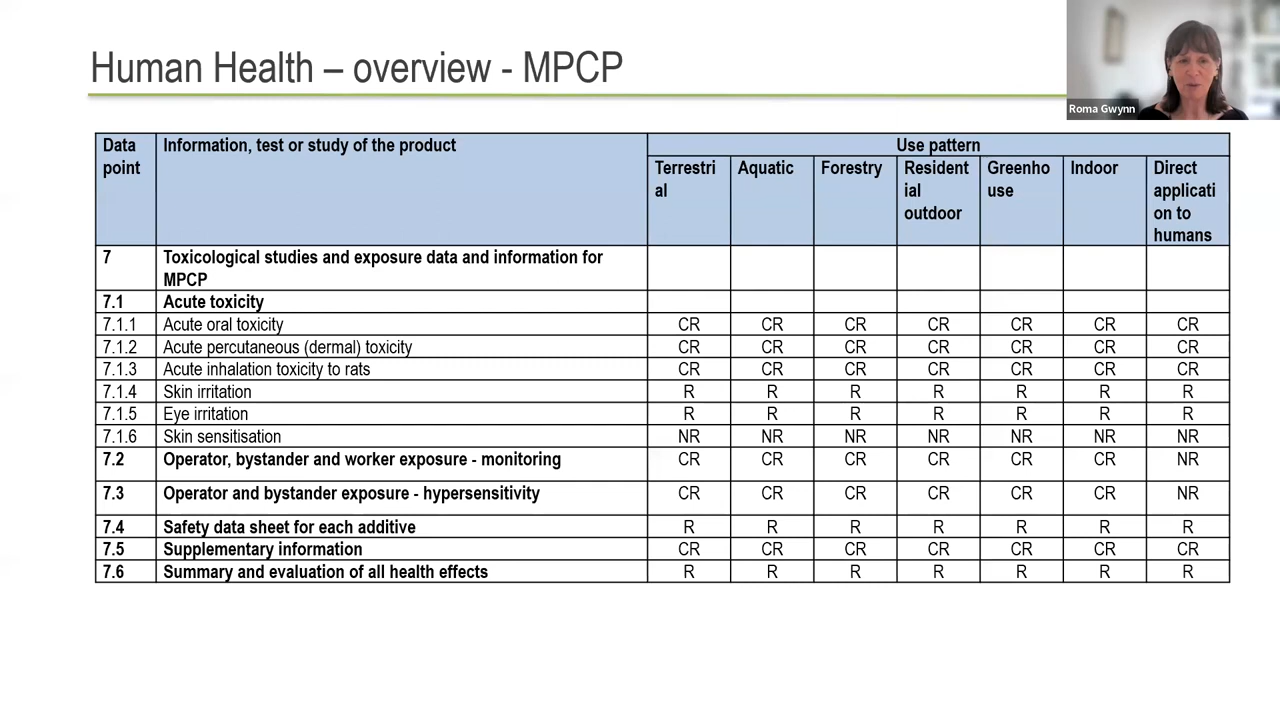 Human Health – overview - MPCP
Roma Gwynn
Data point Information, test or study of the product Use pattern
Terrestrial Aquatic Forestry Residential outdoor Greenhouse Indoor Direct application to humans
7 Toxicological studies and exposure data and information for MPCP
7.1 Acute toxicity
7.1.1 Acute oral toxicity CR CR CR CR CR CR CR
7.1.2 Acute percutaneous (dermal) toxicity CR CR CR CR CR CR CR
7.1.3 Acute inhalation toxicity to rats CR CR CR CR CR CR CR
7.1.4 Skin irritation R R R R R R R
7.1.5 Eye irritation R R R R R R R
7.1.6 Skin sensitisation NR NR NR NR NR NR NR
7.2 Operator, bystander and worker exposure - monitoring CR CR CR CR CR CR NR
7.3 Operator and bystander exposure - hypersensitivity CR CR CR CR CR CR NR
7.4 Safety data sheet for each additive R R R R R R R
7.5 Supplementary information CR CR CR CR CR CR CR
7.6 Summary and evaluation of all health effects R R R R R R R